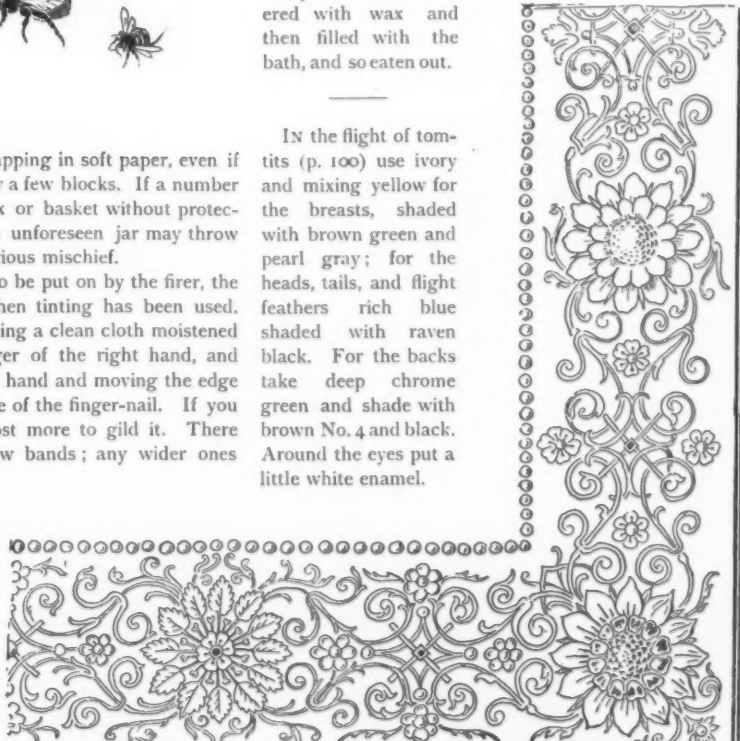 apping in soft paper, even if
a few blocks. If a number
or basket without protec-
unforeseen jar may throw
ious mischief.
o be put on by the firer, the
hen tinting has been used.
ing a clean cloth moistened
ger of the right hand, and
hand and moving the edge
e of the finger-nail. If you
ost more to gild it. There
w bands; any wider ones
ered with wax and
then filled with the
bath, and so eaten out.
IN the flight of tom-
tits (p. 100) use ivory
and mixing yellow for
the breasts, shaded
with brown green and
pearl gray; for the
heads, tails, and flight
feathers rich blue
shaded with raven
black. For the backs
take deep chrome
green and shade with
brown No. 4 and black.
Around the eyes put a
little white enamel.